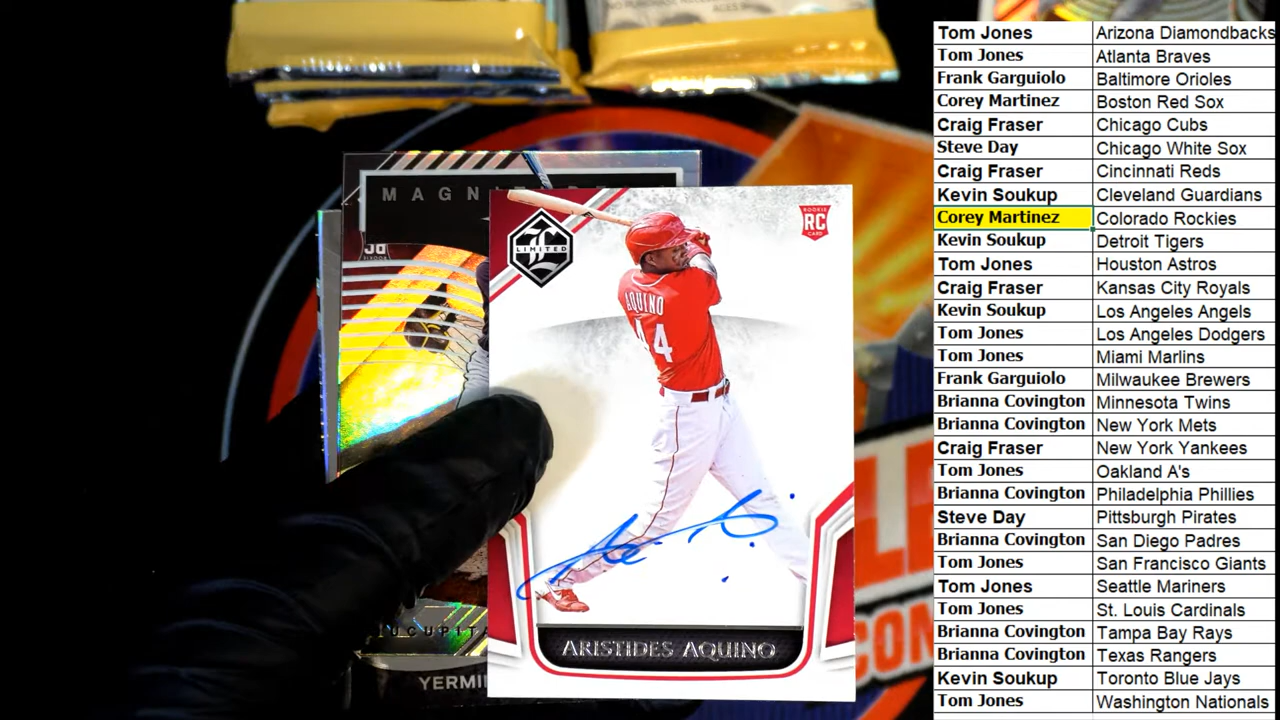 Tom Jones Arizona Diamondbacks
Tom Jones Atlanta Braves
Frank Garguiolo Baltimore Orioles
Corey Martinez Boston Red Sox
Craig Fraser Chicago Cubs
Steve Day Chicago White Sox
Craig Fraser Cincinnati Reds
Kevin Soukup Cleveland Guardians
Corey Martinez Colorado Rockies
Kevin Soukup Detroit Tigers
Tom Jones Houston Astros
Craig Fraser Kansas City Royals
Kevin Soukup Los Angeles Angels
Tom Jones Los Angeles Dodgers
Tom Jones Miami Marlins
Frank Garguiolo Milwaukee Brewers
Brianna Covington Minnesota Twins
Brianna Covington New York Mets
Craig Fraser New York Yankees
Tom Jones Oakland A's
Brianna Covington Philadelphia Phillies
Steve Day Pittsburgh Pirates
Brianna Covington San Diego Padres
Tom Jones San Francisco Giants
Tom Jones Seattle Mariners
Tom Jones St. Louis Cardinals
Brianna Covington Tampa Bay Rays
Brianna Covington Texas Rangers
Kevin Soukup Toronto Blue Jays
Tom Jones Washington Nationals
MAGNI
LIMITED
ROOKIE
RC
CARD
AQUINO
44
ARISTIDES AQUINO
YERMI